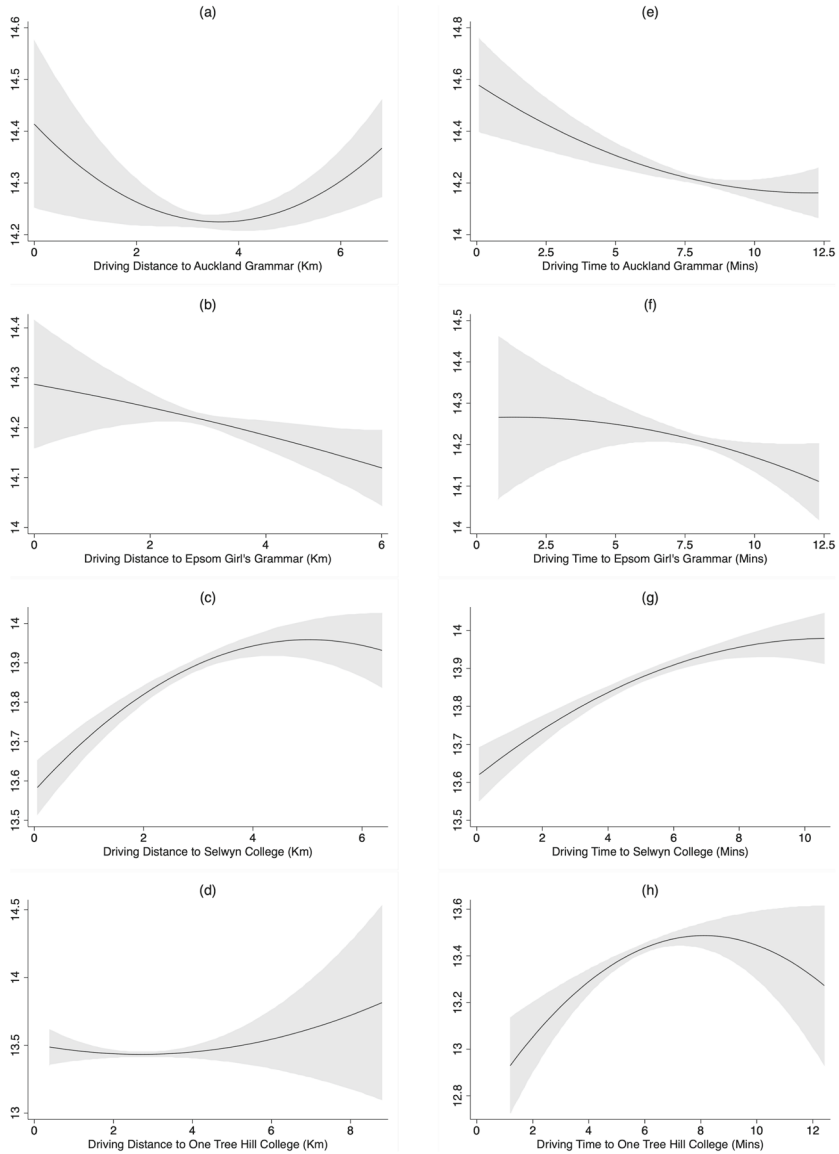 (a)
14.6
14.5
14.4
14.3
14.2
0 2 4 6
Driving Distance to Auckland Grammar (Km)
(e)
14.8
14.6
14.4
14.2
14
0 2.5 5 7.5 10 12.5
Driving Time to Auckland Grammar (Mins)
(b)
14.4
14.3
14.2
14.1
14
0 2 4 6
Driving Distance to Epsom Girl's Grammar (Km)
(f)
14.5
14.4
14.3
14.2
14.1
14
0 2.5 5 7.5 10 12.5
Driving Time to Epsom Girl's Grammar (Mins)
(c)
14
13.9
13.8
13.7
13.6
13.5
0 2 4 6
Driving Distance to Selwyn College (Km)
(g)
14
13.9
13.8
13.7
13.6
13.5
0 2 4 6 8 10
Driving Time to Selwyn College (Mins)
(d)
14.5
14
13.5
13
0 2 4 6 8
Driving Distance to One Tree Hill College (Km)
(h)
13.6
13.4
13.2
13
12.8
0 2 4 6 8 10 12
Driving Time to One Tree Hill College (Mins)